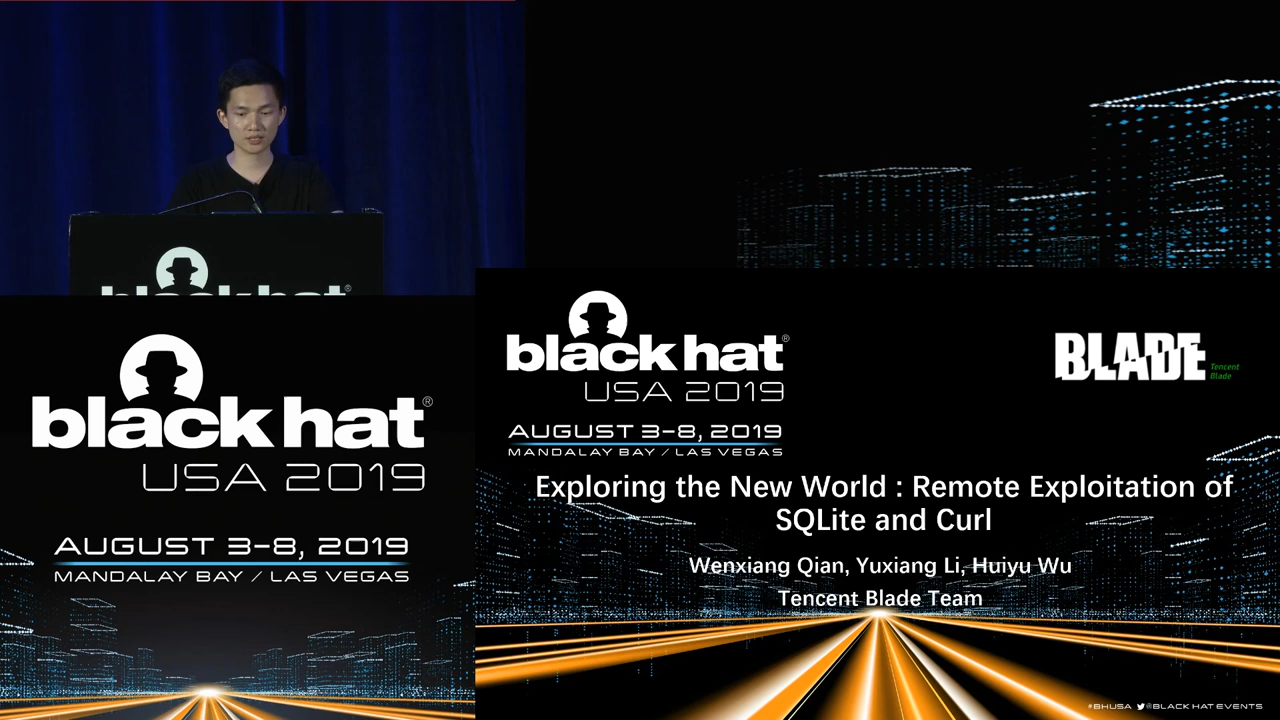 black hat®
black hat®
USA 2019
AUGUST 3-8, 2019
MANDALAY BAY / LAS VEGAS
black hat®
USA 2019
AUGUST 3-8, 2019
MANDALAY BAY / LAS VEGAS
BLADE
Tencent
Blade
Exploring the New World : Remote Exploitation of
SQLite and Curl
Wenxiang Qian, Yuxiang Li, Huiyu Wu
Tencent Blade Team
#BHUSA @BLACK HAT EVENTS